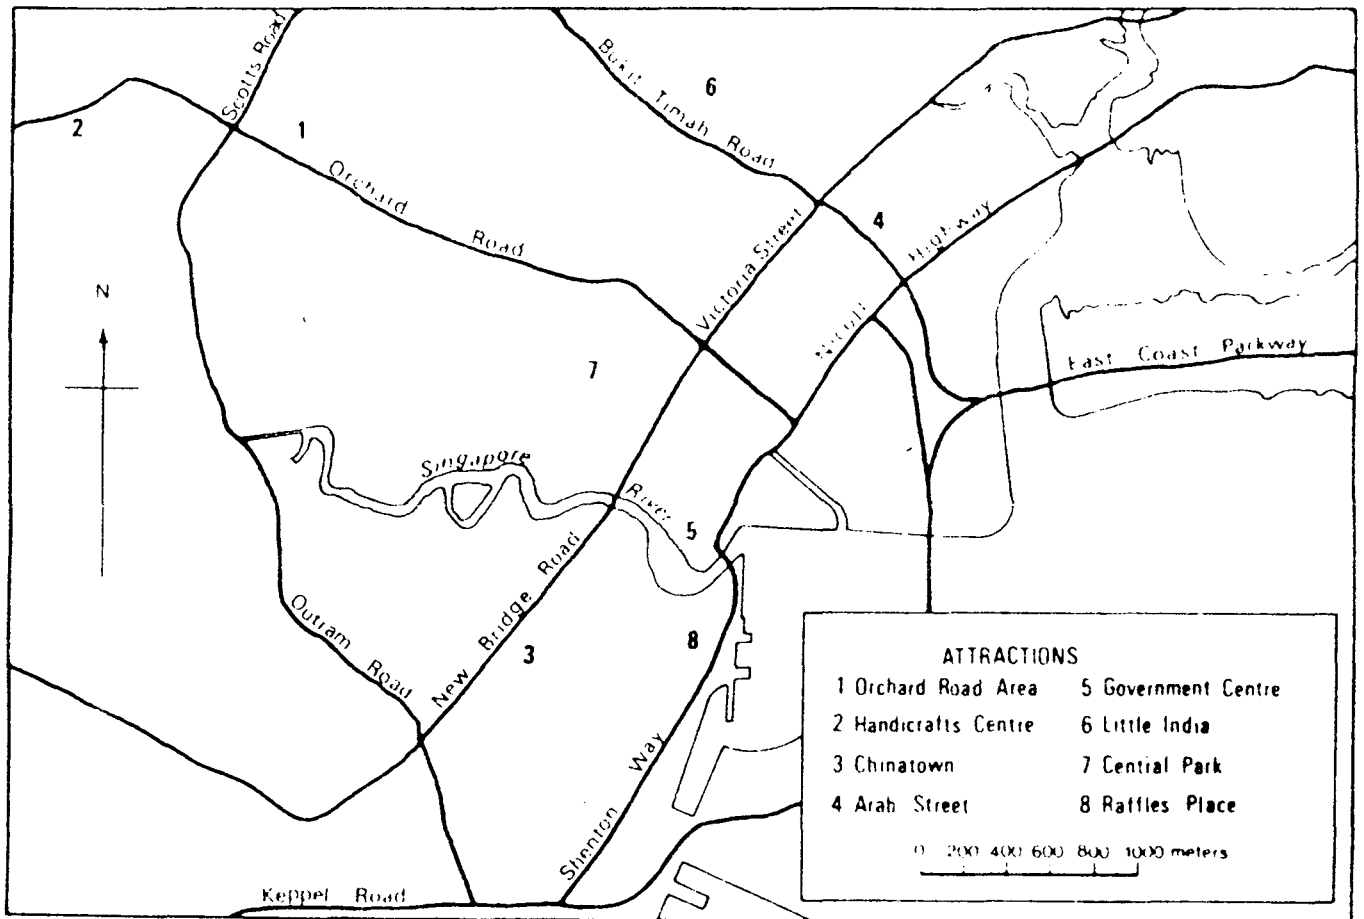 Scotts Road
Bukit Timah Road
6
2
1
Orchard Road
4
Highway
Victoria Street
N
Nicoll
7
East Coast Parkway
Singapore River
5
Outram Road
New Bridge Road
3
8
Shenton Way
Keppel Road
ATTRACTIONS
1 Orchard Road Area
2 Handicrafts Centre
3 Chinatown
4 Arab Street
5 Government Centre
6 Little India
7 Central Park
8 Raffles Place
0 200 400 600 800 1000 meters